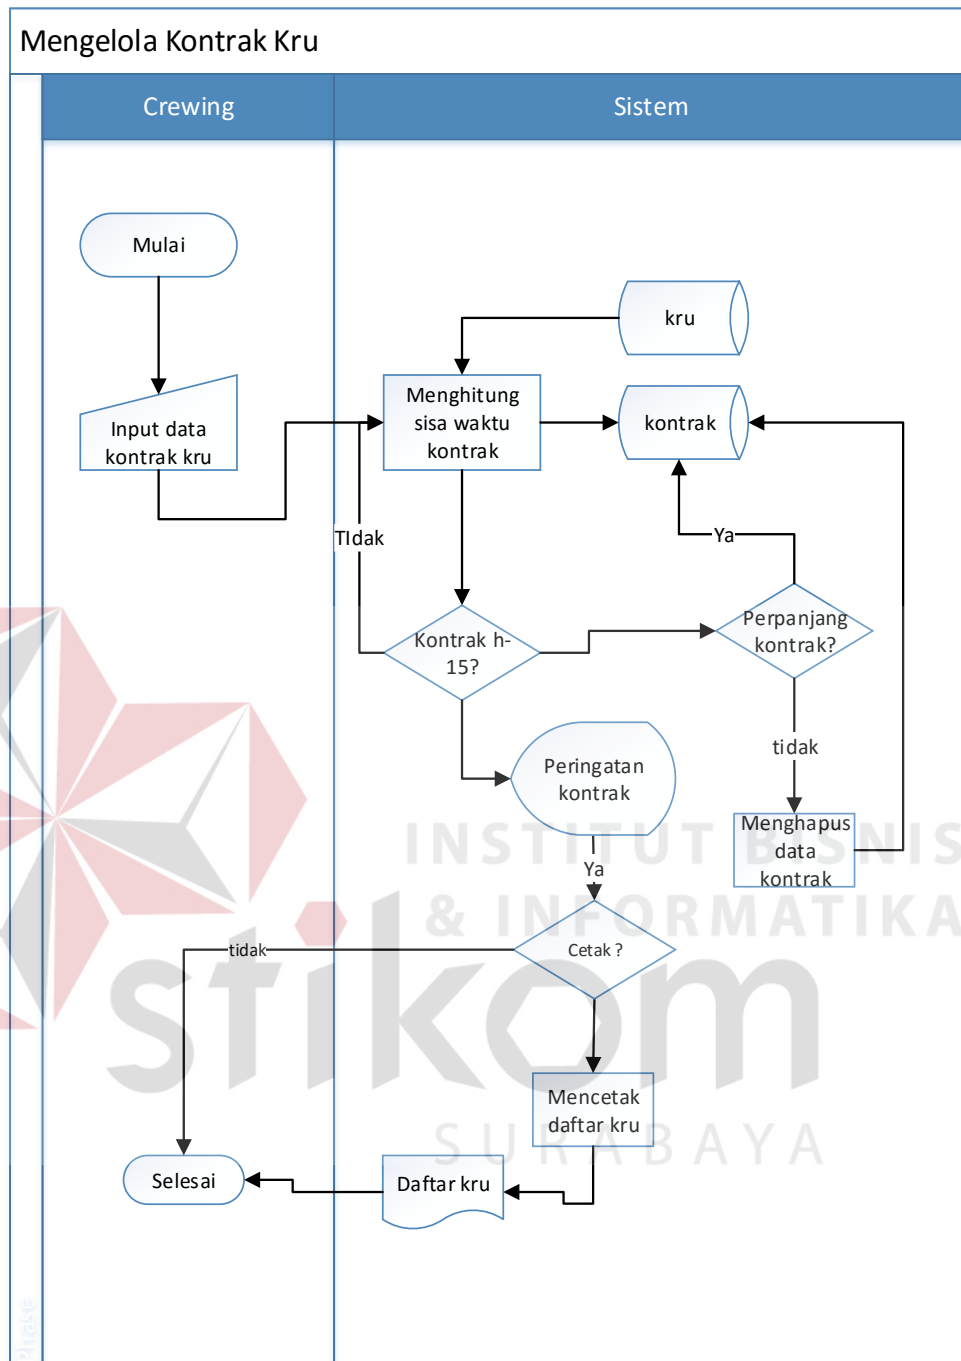 Mengelola Kontrak Kru
Crewing
Sistem
Mulai
kru
Input data
kontrak kru
Menghitung
sisa waktu
kontrak
kontrak
TIdak
Ya
Kontrak h-
15?
Perpanjang
kontrak?
Peringatan
kontrak
tidak
Menghapus
data
kontrak
Ya
Cetak ?
tidak
Mencetak
daftar kru
Selesai
Daftar kru
INSTITUT BISNIS
& INFORMATIKA
stikom
SURABAYA
Phase